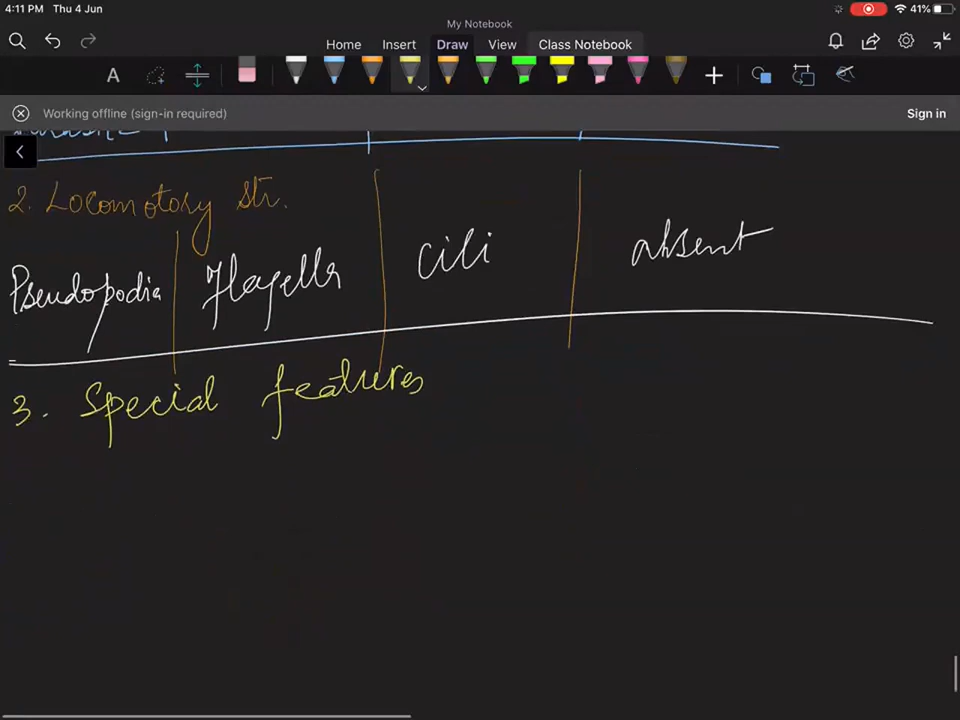 4:11 PM Thu 4 Jun
41%
My Notebook
Home Insert Draw View Class Notebook
A
Working offline (sign-in required) Sign in
2. Locomotory Str.
Pseudopodia Flagella Cili absent
3. Special features